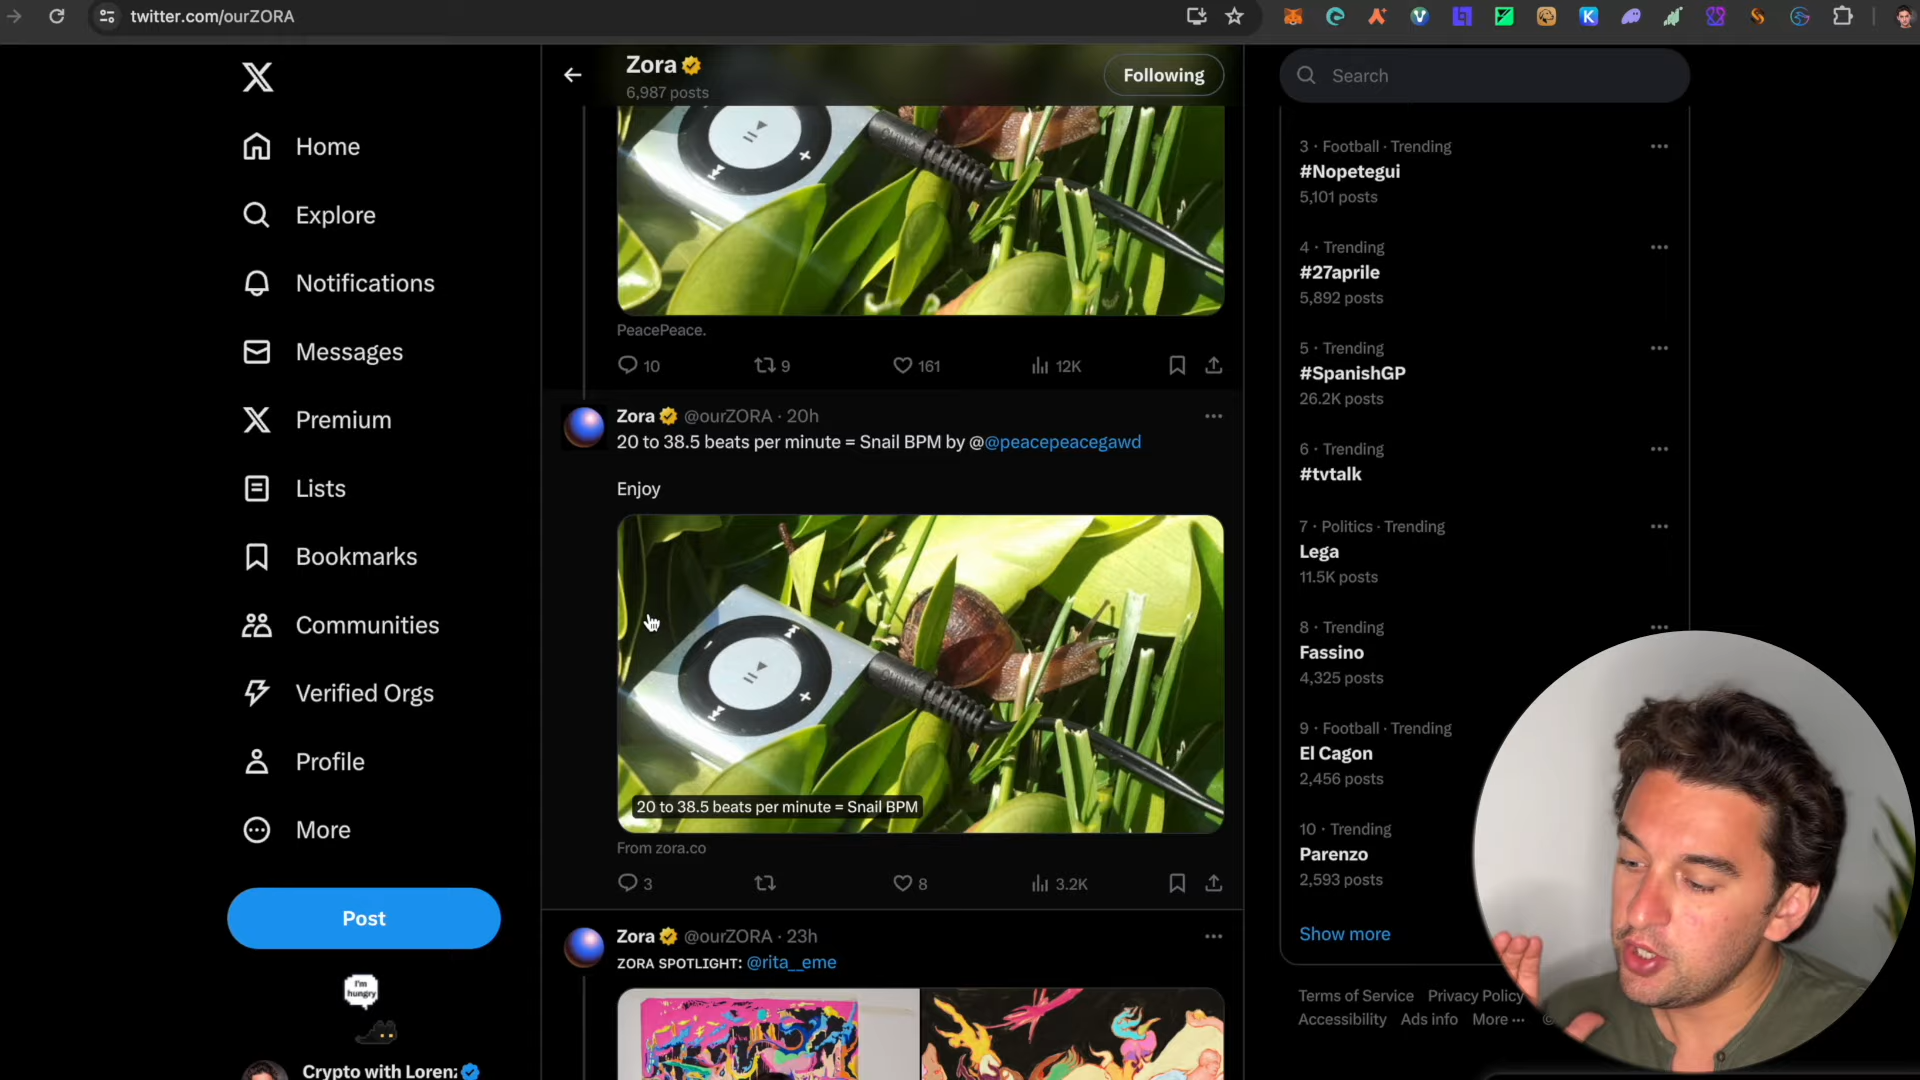 twitter.com/ourZORA
Zora
6,987 posts
Following
Search
Home
Explore
Notifications
Messages
Premium
Lists
Bookmarks
Communities
Verified Orgs
Profile
More
Post
I'm
hungry
Crypto with Lorenz
PeacePeace.
10
9
161
12K
Zora @ourZORA · 20h
20 to 38.5 beats per minute = Snail BPM by @@peacepeacegawd
Enjoy
20 to 38.5 beats per minute = Snail BPM
From zora.co
3
8
3.2K
Zora @ourZORA · 23h
ZORA SPOTLIGHT: @rita__eme
3 · Football · Trending
#Nopetegui
5,101 posts
4 · Trending
#27aprile
5,892 posts
5 · Trending
#SpanishGP
26.2K posts
6 · Trending
#tvtalk
7 · Politics · Trending
Lega
11.5K posts
8 · Trending
Fassino
4,325 posts
9 · Football · Trending
El Cagon
2,456 posts
10 · Trending
Parenzo
2,593 posts
Show more
Terms of Service Privacy Policy
Accessibility Ads info More ··· ©